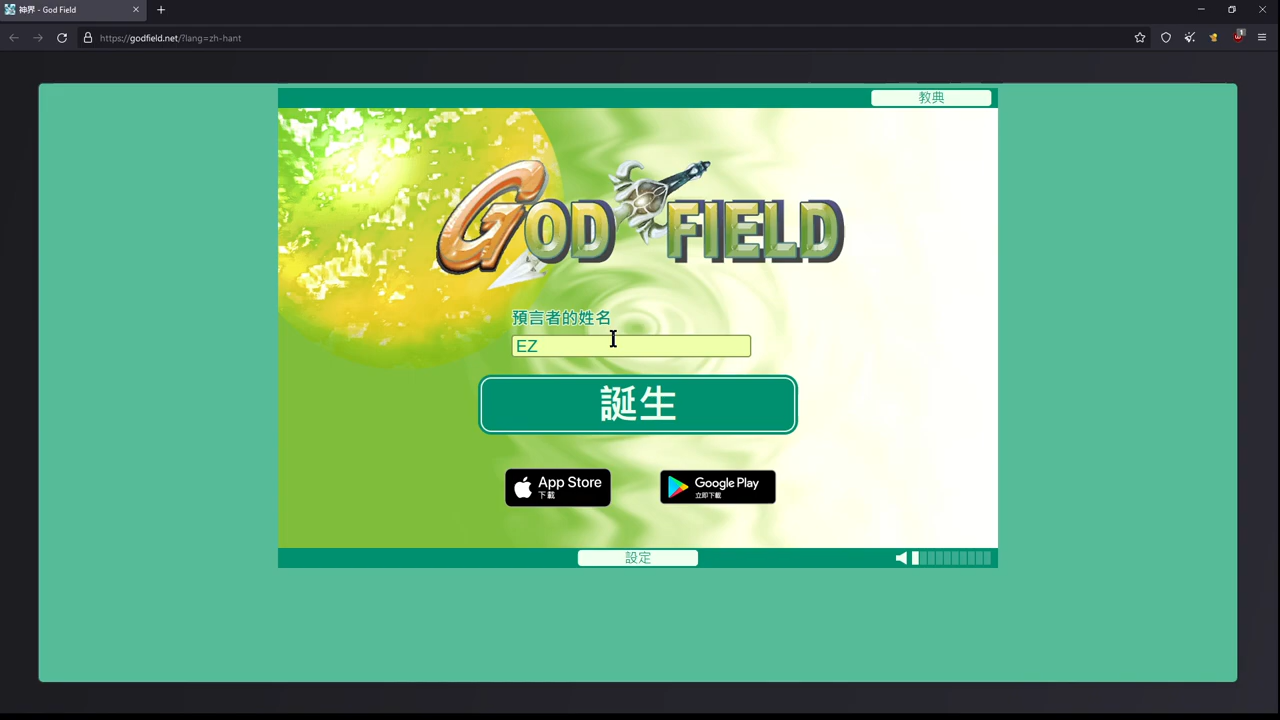 神界 - God Field
https://godfield.net/?lang=zh-hant
1
教典
GOD FIELD
預言者的姓名
EZ
誕生
App Store
下載
Google Play
立即下載
設定